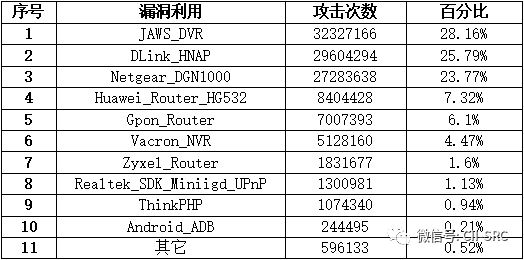 序号 漏洞利用 攻击次数 百分比
1 JAWS_DVR 32327166 28.16%
2 DLink_HNAP 29604294 25.79%
3 Netgear_DGN1000 27283638 23.77%
4 Huawei_Router_HG532 8404428 7.32%
5 Gpon_Router 7007393 6.1%
6 Vacron_NVR 5128160 4.47%
7 Zyxel_Router 1831677 1.6%
8 Realtek_SDK_Miniigd_UPnP 1300981 1.13%
9 ThinkPHP 1074340 0.94%
10 Android_ADB 244495 0.21%
11 其它 596133 0.52%
微信号: CII_SRC